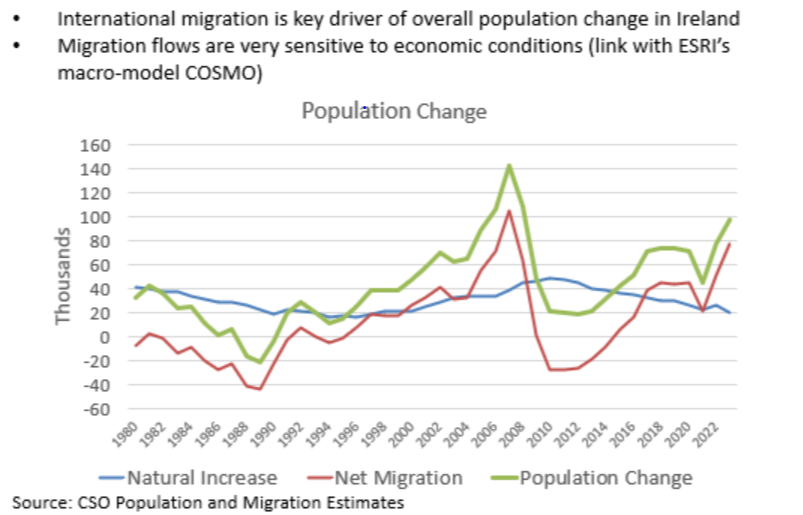 • International migration is key driver of overall population change in Ireland
• Migration flows are very sensitive to economic conditions (link with ESRI's
macro-model COSMO)
Population Change
160
140
120
100
80
60
40
20
0
-20
-40
-60
Thousands
1980 1982 1984 1986 1988 1990 1992 1994 1996 1998 2000 2002 2004 2006 2008 2010 2012 2014 2016 2018 2020 2022
Natural Increase Net Migration Population Change
Source: CSO Population and Migration Estimates